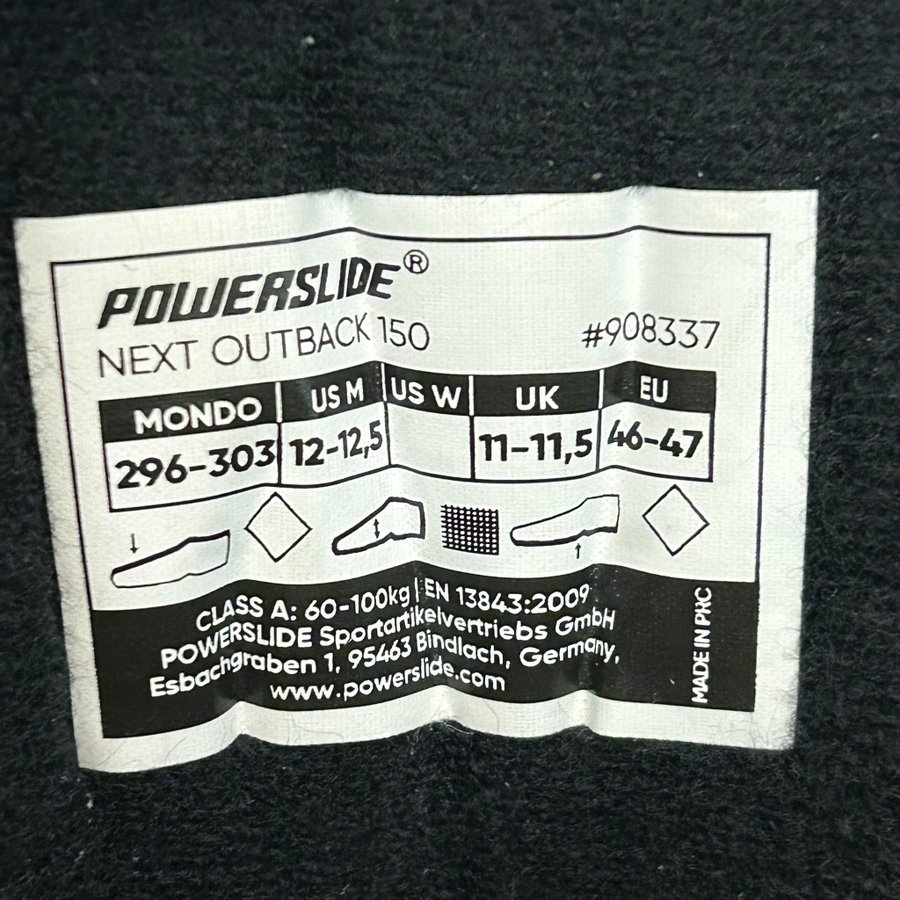 POWERSLIDE®
NEXT OUTBACK 150 #908337
MONDO US M US W UK EU
296-303 12-12,5 11-11,5 46-47
CLASS A: 60-100kg | EN 13843:2009
POWERSLIDE Sportartikelvertriebs GmbH
Esbachgraben 1, 95463 Bindlach, Germany,
www.powerslide.com
MADE IN PRC